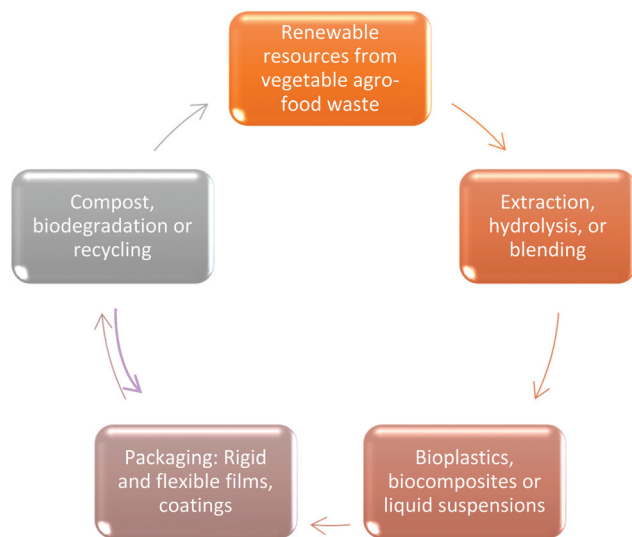 Renewable
resources from
vegetable agro-
food waste
Extraction,
hydrolysis, or
blending
Bioplastics,
biocomposites or
liquid suspensions
Packaging: Rigid
and flexible films,
coatings
Compost,
biodegradation or
recycling